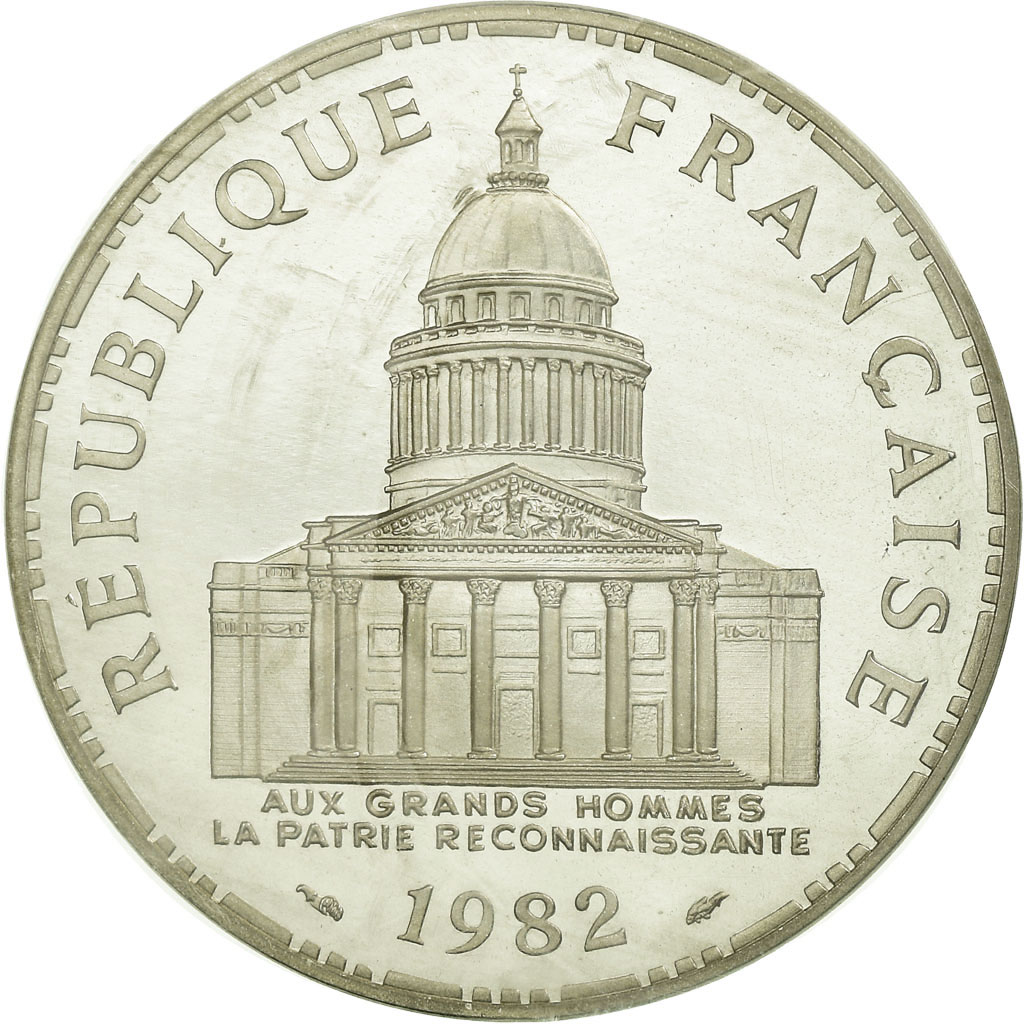 RÉPUBLIQUE FRANÇAISE
AUX GRANDS HOMMES
LA PATRIE RECONNAISSANTE
1982